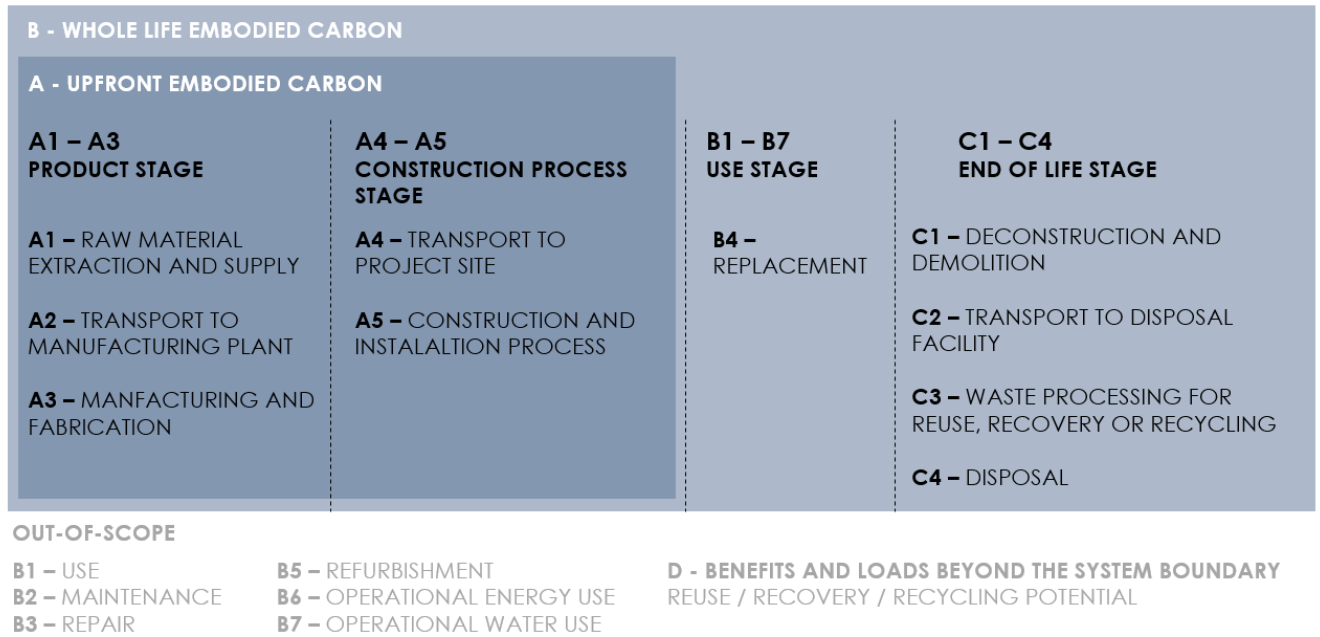 B - WHOLE LIFE EMBODIED CARBON
A - UPFRONT EMBODIED CARBON
A1 – A3
PRODUCT STAGE
A1 – RAW MATERIAL
EXTRACTION AND SUPPLY
A2 – TRANSPORT TO
MANUFACTURING PLANT
A3 – MANFACTURING AND
FABRICATION
A4 – A5
CONSTRUCTION PROCESS
STAGE
A4 – TRANSPORT TO
PROJECT SITE
A5 – CONSTRUCTION AND
INSTALALTION PROCESS
B1 – B7
USE STAGE
B4 –
REPLACEMENT
C1 – C4
END OF LIFE STAGE
C1 – DECONSTRUCTION AND
DEMOLITION
C2 – TRANSPORT TO DISPOSAL
FACILITY
C3 – WASTE PROCESSING FOR
REUSE, RECOVERY OR RECYCLING
C4 – DISPOSAL
OUT-OF-SCOPE
B1 – USE
B2 – MAINTENANCE
B3 – REPAIR
B5 – REFURBISHMENT
B6 – OPERATIONAL ENERGY USE
B7 – OPERATIONAL WATER USE
D - BENEFITS AND LOADS BEYOND THE SYSTEM BOUNDARY
REUSE / RECOVERY / RECYCLING POTENTIAL